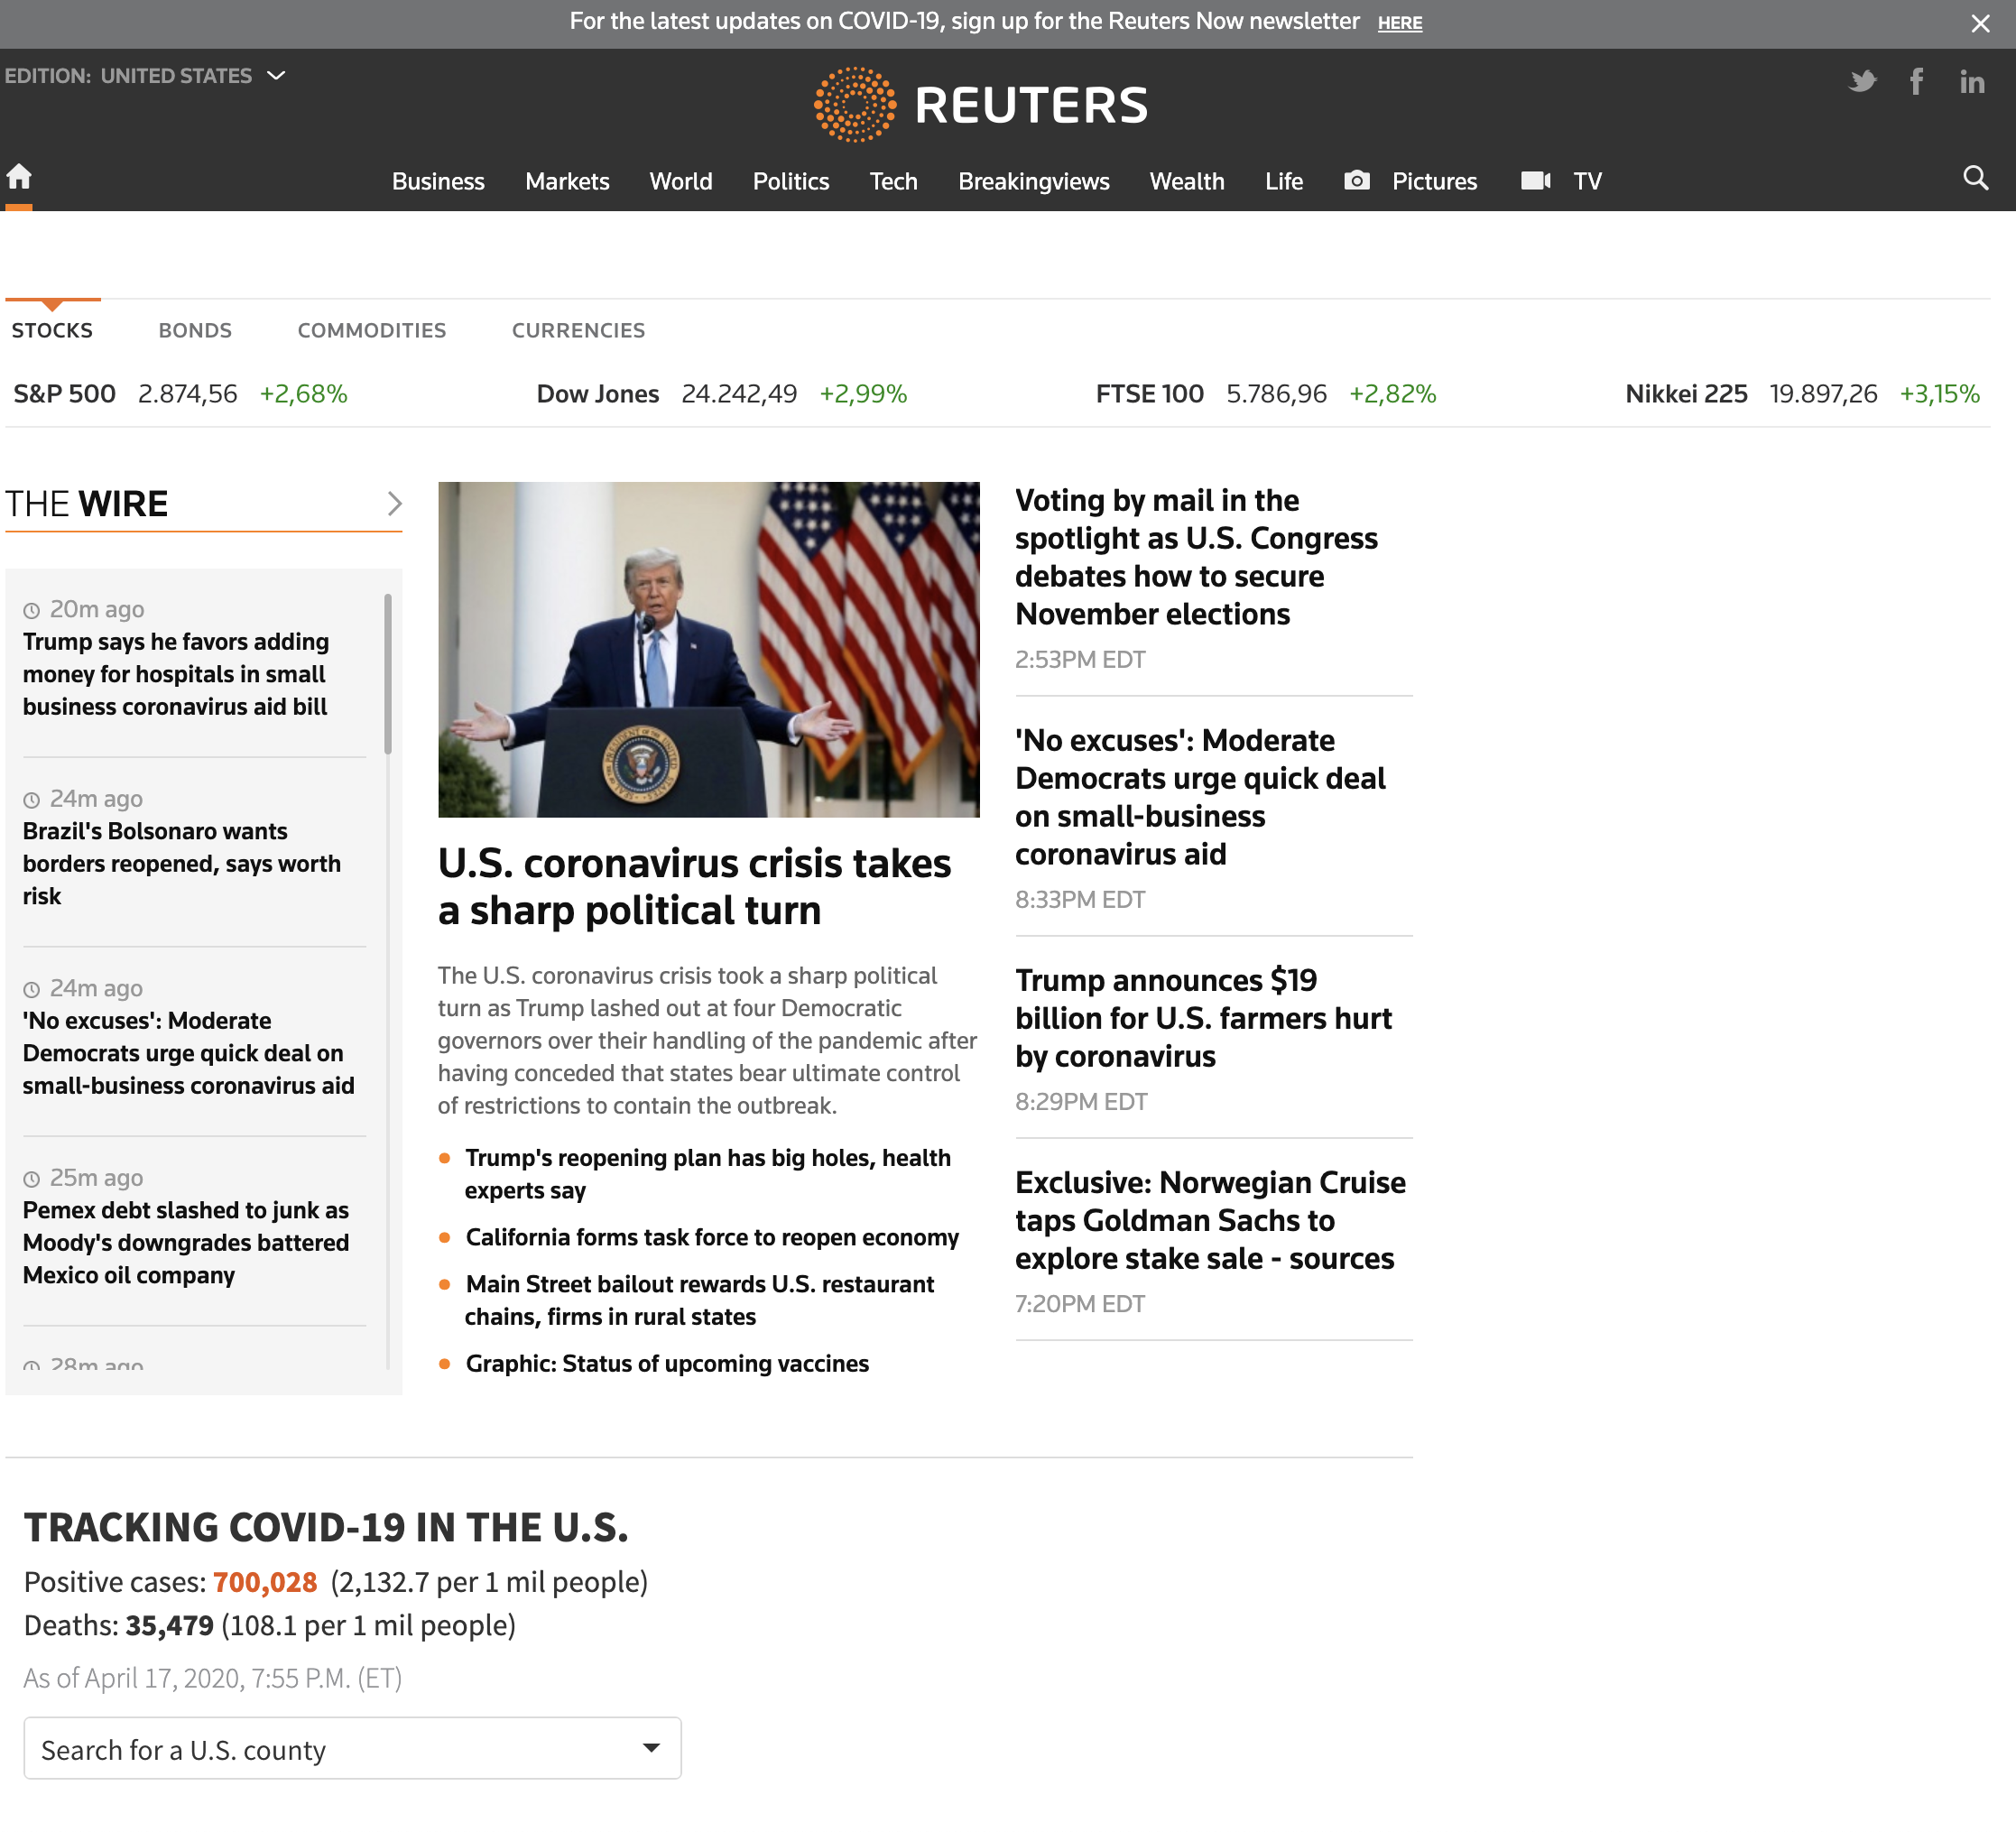 For the latest updates on COVID-19, sign up for the Reuters Now newsletter HERE
EDITION: UNITED STATES
REUTERS
Business Markets World Politics Tech Breakingviews Wealth Life Pictures TV
STOCKS BONDS COMMODITIES CURRENCIES
S&P 500 2.874,56 +2,68% Dow Jones 24.242,49 +2,99% FTSE 100 5.786,96 +2,82% Nikkei 225 19.897,26 +3,15%
THE WIRE
20m ago
Trump says he favors adding
money for hospitals in small
business coronavirus aid bill
24m ago
Brazil's Bolsonaro wants
borders reopened, says worth
risk
24m ago
'No excuses': Moderate
Democrats urge quick deal on
small-business coronavirus aid
25m ago
Pemex debt slashed to junk as
Moody's downgrades battered
Mexico oil company
28m ago
U.S. coronavirus crisis takes
a sharp political turn
The U.S. coronavirus crisis took a sharp political
turn as Trump lashed out at four Democratic
governors over their handling of the pandemic after
having conceded that states bear ultimate control
of restrictions to contain the outbreak.
Trump's reopening plan has big holes, health
experts say
California forms task force to reopen economy
Main Street bailout rewards U.S. restaurant
chains, firms in rural states
Graphic: Status of upcoming vaccines
Voting by mail in the
spotlight as U.S. Congress
debates how to secure
November elections
2:53PM EDT
'No excuses': Moderate
Democrats urge quick deal
on small-business
coronavirus aid
8:33PM EDT
Trump announces $19
billion for U.S. farmers hurt
by coronavirus
8:29PM EDT
Exclusive: Norwegian Cruise
taps Goldman Sachs to
explore stake sale - sources
7:20PM EDT
TRACKING COVID-19 IN THE U.S.
Positive cases: 700,028 (2,132.7 per 1 mil people)
Deaths: 35,479 (108.1 per 1 mil people)
As of April 17, 2020, 7:55 P.M. (ET)
Search for a U.S. county